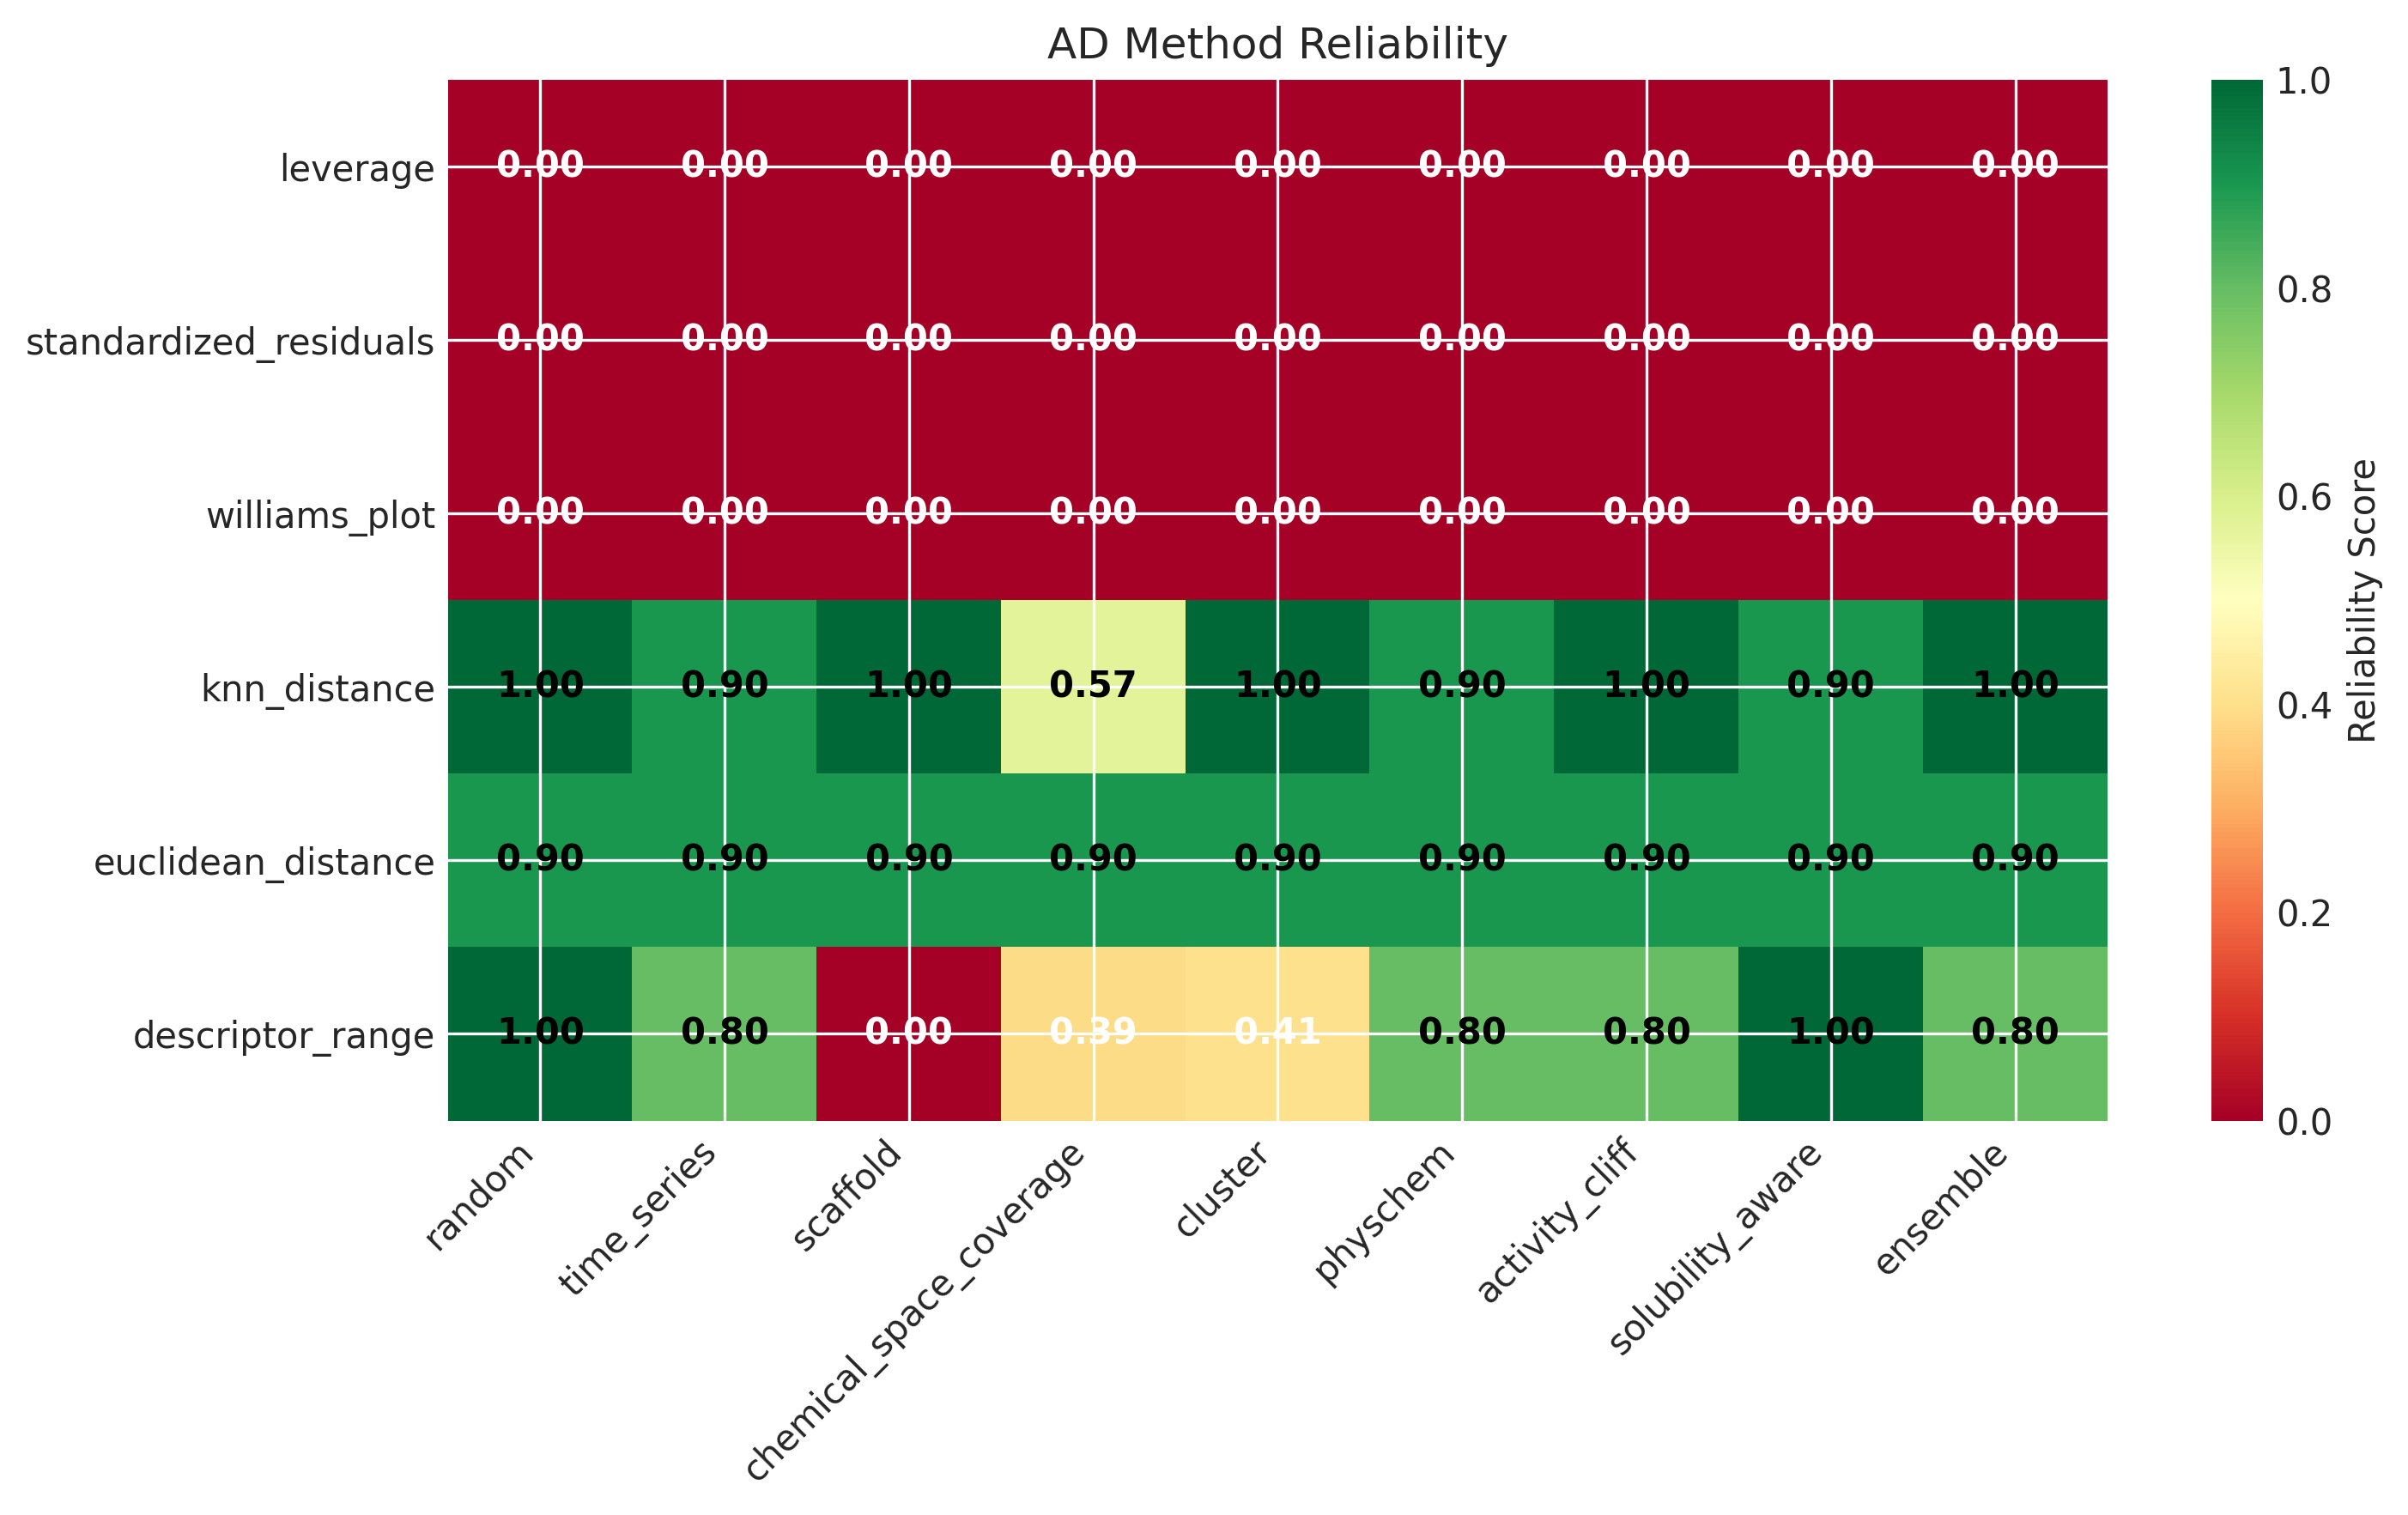 AD Method Reliability
leverage 0.00 0.00 0.00 0.00 0.00 0.00 0.00 0.00 0.00
standardized_residuals 0.00 0.00 0.00 0.00 0.00 0.00 0.00 0.00 0.00
williams_plot 0.00 0.00 0.00 0.00 0.00 0.00 0.00 0.00 0.00
knn_distance 1.00 0.90 1.00 0.57 1.00 0.90 1.00 0.90 1.00
euclidean_distance 0.90 0.90 0.90 0.90 0.90 0.90 0.90 0.90 0.90
descriptor_range 1.00 0.80 0.00 0.39 0.41 0.80 0.80 1.00 0.80
random
time_series
scaffold
chemical_space_coverage
cluster
physchem
activity_cliff
solubility_aware
ensemble
1.0
0.8
0.6
0.4
0.2
0.0
Reliability Score